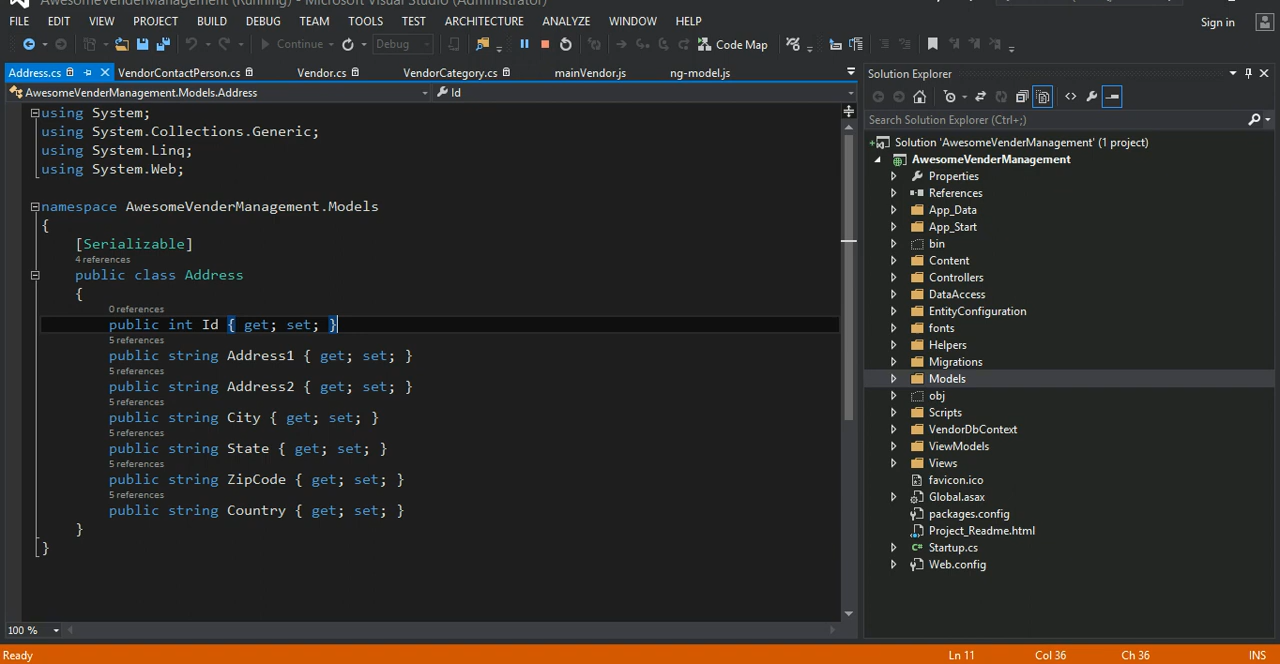 AwesomeVenderManagement (Running) - Microsoft Visual Studio (Administrator)
FILE EDIT VIEW PROJECT BUILD DEBUG TEAM TOOLS TEST ARCHITECTURE ANALYZE WINDOW HELP Sign in
Continue Debug Code Map
Address.cs VendorContactPerson.cs Vendor.cs VendorCategory.cs mainVendor.js ng-model.js
AwesomeVenderManagement.Models.Address Id
using System;
using System.Collections.Generic;
using System.Linq;
using System.Web;
namespace AwesomeVenderManagement.Models
{
[Serializable]
4 references
public class Address
{
0 references
public int Id { get; set; }
5 references
public string Address1 { get; set; }
5 references
public string Address2 { get; set; }
5 references
public string City { get; set; }
5 references
public string State { get; set; }
5 references
public string ZipCode { get; set; }
5 references
public string Country { get; set; }
}
}
100 %
Solution Explorer
Search Solution Explorer (Ctrl+;)
Solution 'AwesomeVenderManagement' (1 project)
AwesomeVenderManagement
Properties
References
App_Data
App_Start
bin
Content
Controllers
DataAccess
EntityConfiguration
fonts
Helpers
Migrations
Models
obj
Scripts
VendorDbContext
ViewModels
Views
favicon.ico
Global.asax
packages.config
Project_Readme.html
Startup.cs
Web.config
Ready Ln 11 Col 36 Ch 36 INS